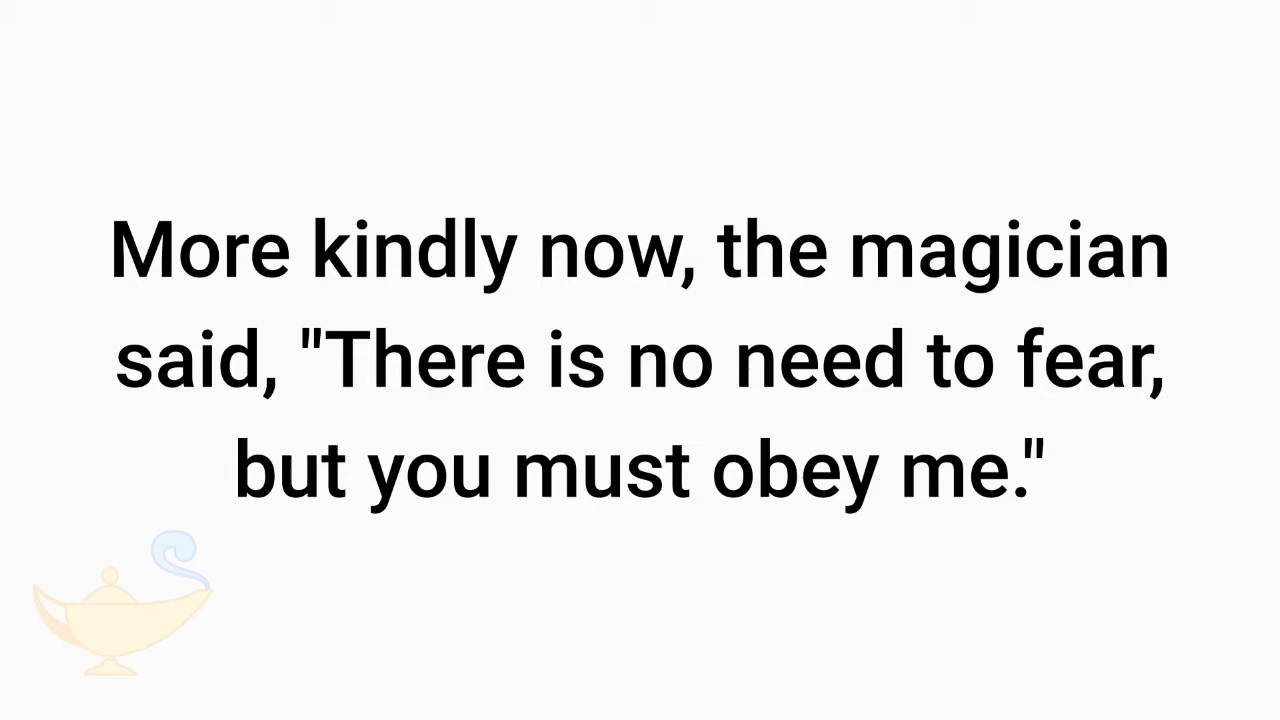 More kindly now, the magician
said, "There is no need to fear,
but you must obey me."